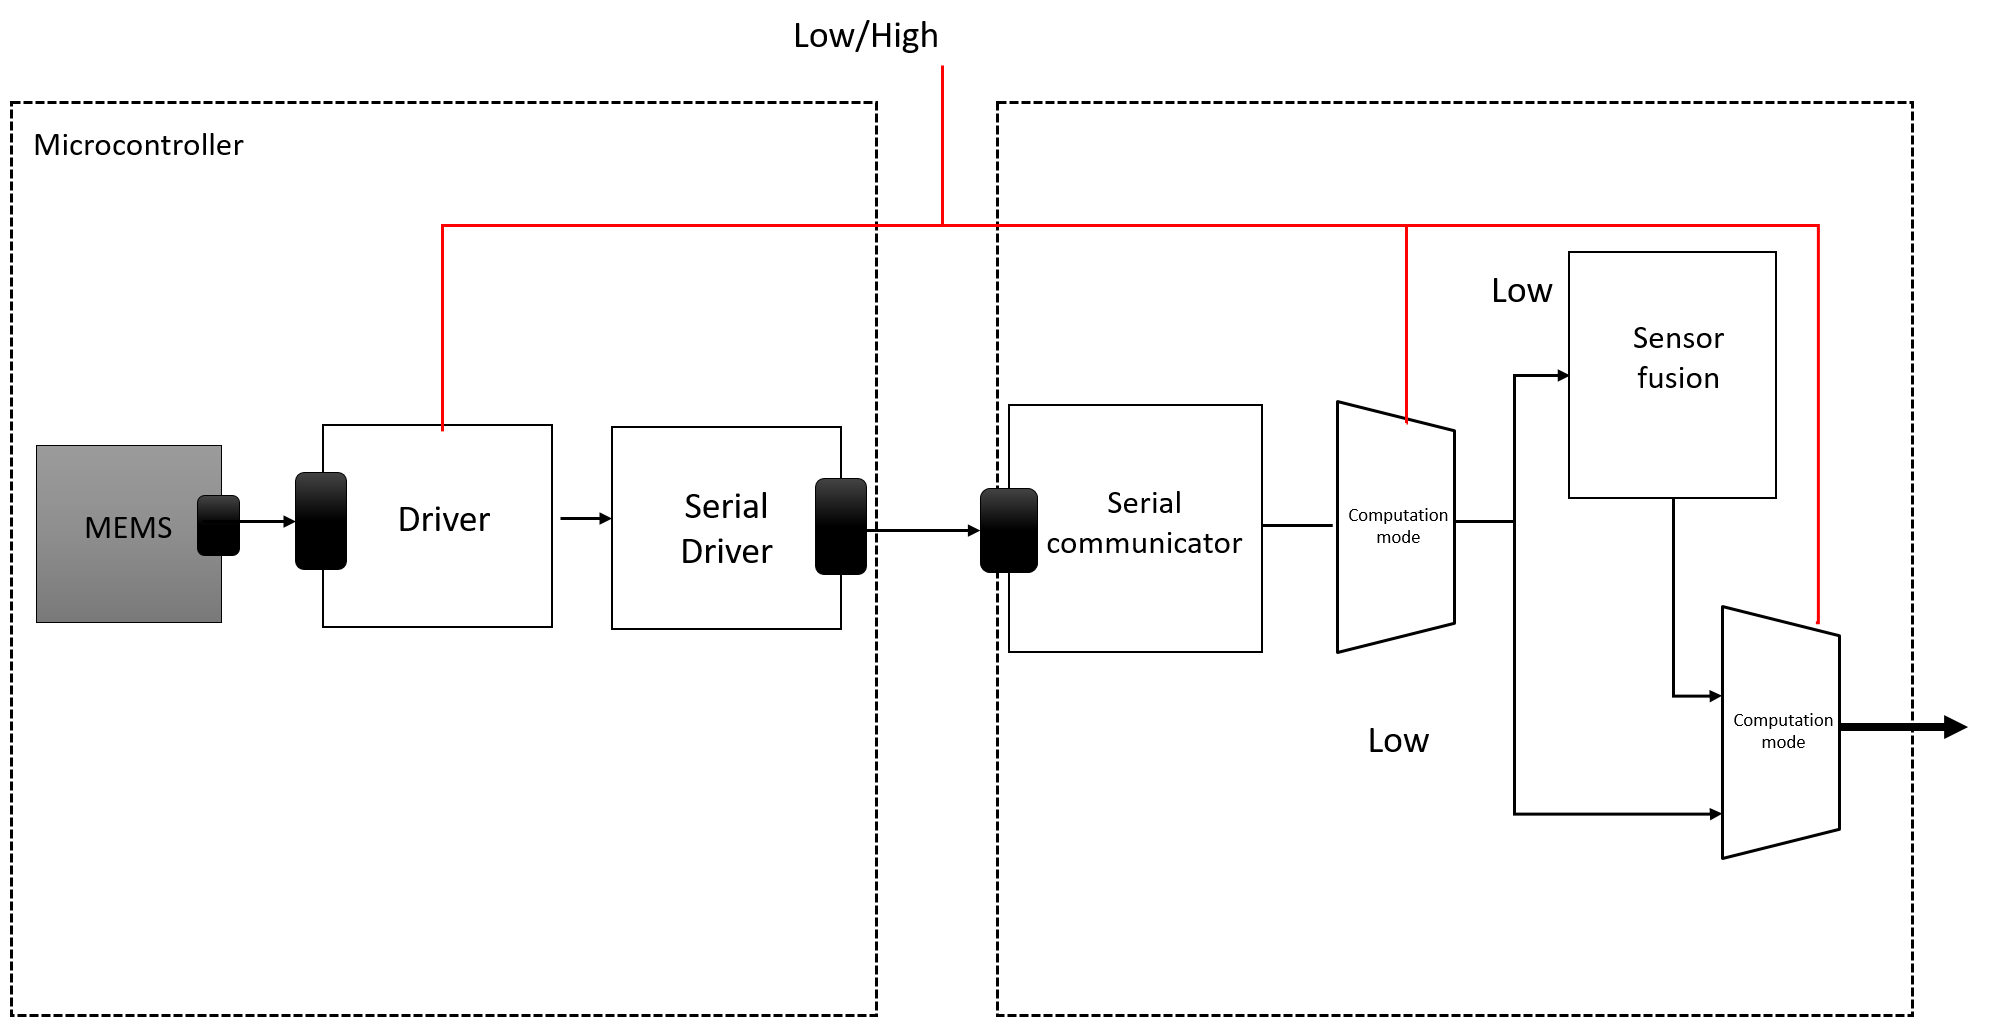 Low/High
Microcontroller
MEMS
Driver
Serial
Driver
Serial
communicator
Computation
mode
Low
Sensor
fusion
Low
Computation
mode